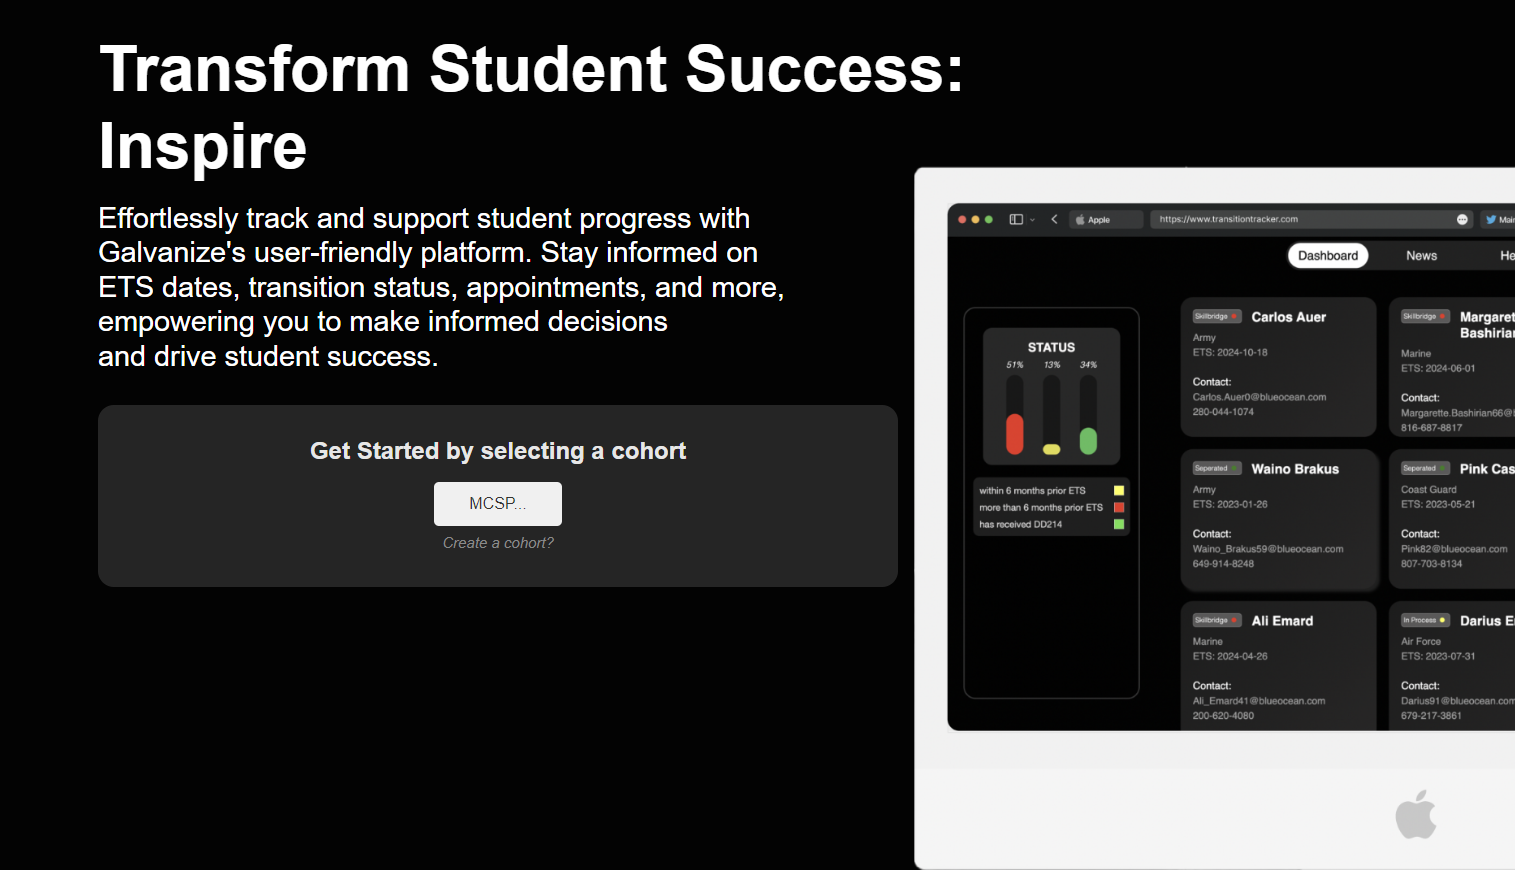 Transform Student Success:
Inspire
Effortlessly track and support student progress with
Galvanize's user-friendly platform. Stay informed on
ETS dates, transition status, appointments, and more,
empowering you to make informed decisions
and drive student success.
Get Started by selecting a cohort
MCSP...
Create a cohort?
Apple
https://www.transitiontracker.com
Mai
Dashboard
News
He
STATUS
51% 13% 34%
within 6 months prior ETS
more than 6 months prior ETS
has received DD214
Skillbridge
Carlos Auer
Army
ETS: 2024-10-18
Contact:
Carlos.Auer0@blueocean.com
280-044-1074
Skillbridge
Margaret
Bashiria
Marine
ETS: 2024-06-01
Contact:
Margarette.Bashirian66@
816-687-8817
Seperated
Waino Brakus
Army
ETS: 2023-01-26
Contact:
Waino_Brakus59@blueocean.com
649-914-8248
Seperated
Pink Cas
Coast Guard
ETS: 2023-05-21
Contact:
Pink82@blueocean.com
807-703-8134
Skillbridge
Ali Emard
Marine
ETS: 2024-04-26
Contact:
Ali_Emard41@blueocean.com
200-620-4080
In Process
Darius E
Air Force
ETS: 2023-07-31
Contact:
Darius91@blueocean.com
679-217-3861